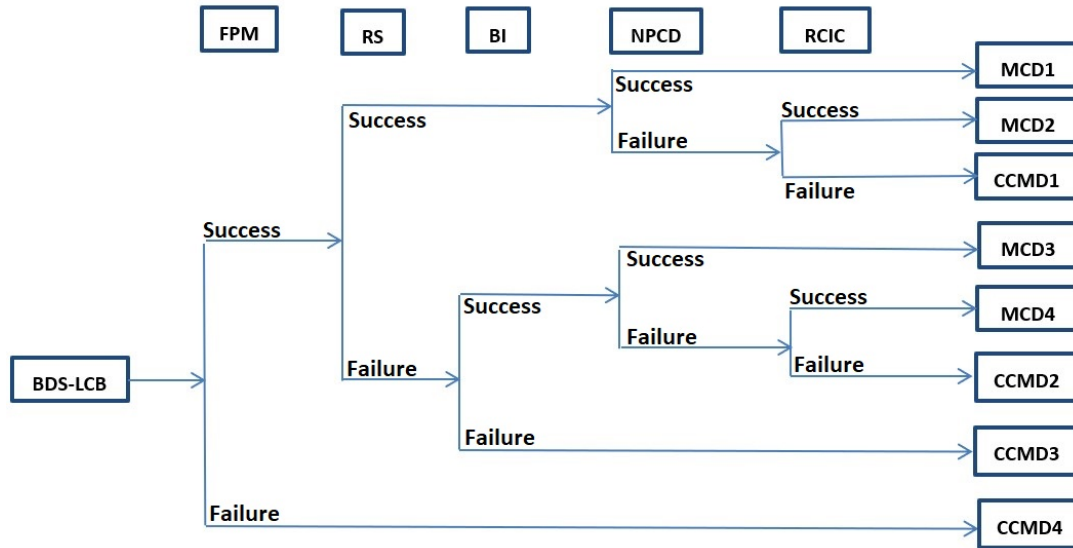 FPM RS BI NPCD RCIC
MCD1
Success
Success Success MCD2
Failure
Failure CCMD1
Success
MCD3
Success
Success Success MCD4
Failure
Failure Failure CCMD2
BDS-LCB
Failure CCMD3
Failure CCMD4